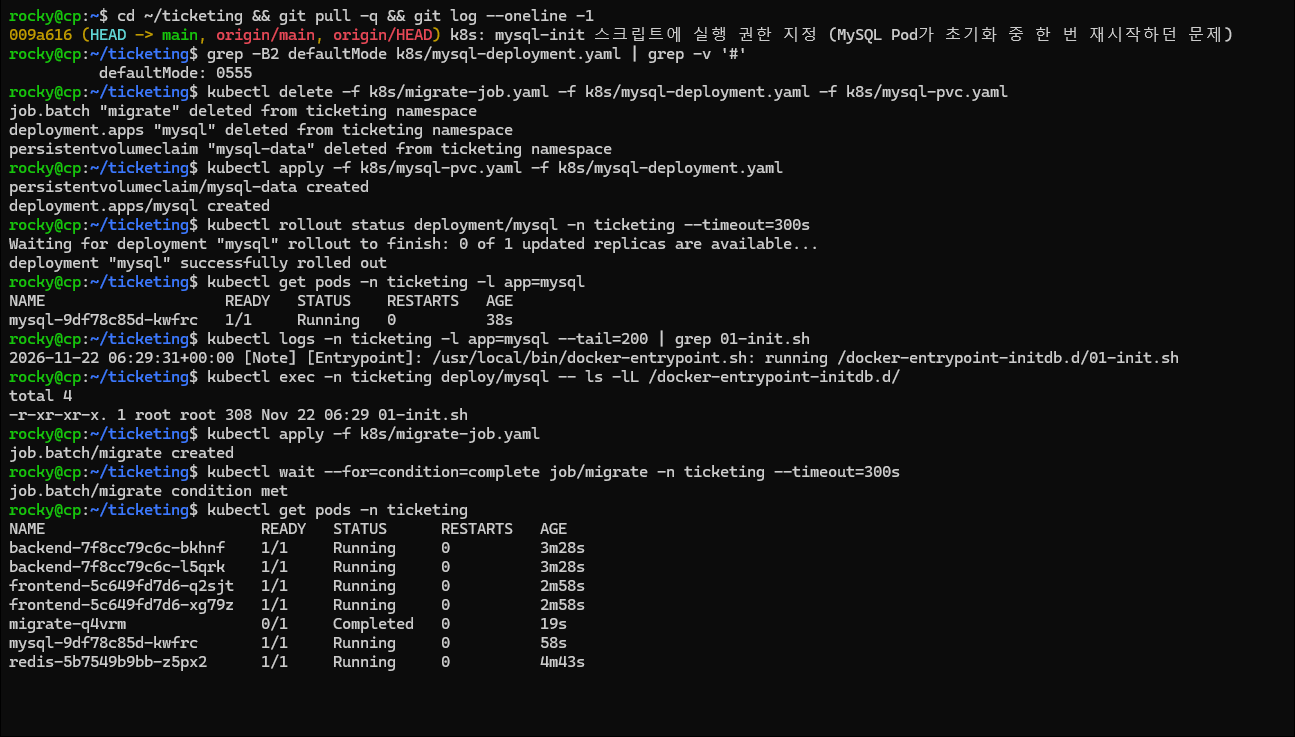 rocky@cp:~$ cd ~/ticketing && git pull -q && git log --oneline -1
009a616 (HEAD -> main, origin/main, origin/HEAD) k8s: mysql-init 스크립트에 실행 권한 지정 (MySQL Pod가 초기화 중 한 번 재시작하던 문제)
rocky@cp:~/ticketing$ grep -B2 defaultMode k8s/mysql-deployment.yaml | grep -v '#'
          defaultMode: 0555
rocky@cp:~/ticketing$ kubectl delete -f k8s/migrate-job.yaml -f k8s/mysql-deployment.yaml -f k8s/mysql-pvc.yaml
job.batch "migrate" deleted from ticketing namespace
deployment.apps "mysql" deleted from ticketing namespace
persistentvolumeclaim "mysql-data" deleted from ticketing namespace
rocky@cp:~/ticketing$ kubectl apply -f k8s/mysql-pvc.yaml -f k8s/mysql-deployment.yaml
persistentvolumeclaim/mysql-data created
deployment.apps/mysql created
rocky@cp:~/ticketing$ kubectl rollout status deployment/mysql -n ticketing --timeout=300s
Waiting for deployment "mysql" rollout to finish: 0 of 1 updated replicas are available...
deployment "mysql" successfully rolled out
rocky@cp:~/ticketing$ kubectl get pods -n ticketing -l app=mysql
NAME                    READY   STATUS    RESTARTS   AGE
mysql-9df78c85d-kwfrc   1/1     Running   0          38s
rocky@cp:~/ticketing$ kubectl logs -n ticketing -l app=mysql --tail=200 | grep 01-init.sh
2026-11-22 06:29:31+00:00 [Note] [Entrypoint]: /usr/local/bin/docker-entrypoint.sh: running /docker-entrypoint-initdb.d/01-init.sh
rocky@cp:~/ticketing$ kubectl exec -n ticketing deploy/mysql -- ls -lL /docker-entrypoint-initdb.d/
total 4
-r-xr-xr-x. 1 root root 308 Nov 22 06:29 01-init.sh
rocky@cp:~/ticketing$ kubectl apply -f k8s/migrate-job.yaml
job.batch/migrate created
rocky@cp:~/ticketing$ kubectl wait --for=condition=complete job/migrate -n ticketing --timeout=300s
job.batch/migrate condition met
rocky@cp:~/ticketing$ kubectl get pods -n ticketing
NAME                        READY   STATUS      RESTARTS   AGE
backend-7f8cc79c6c-bkhnf    1/1     Running     0          3m28s
backend-7f8cc79c6c-l5qrk    1/1     Running     0          3m28s
frontend-5c649fd7d6-q2sjt   1/1     Running     0          2m58s
frontend-5c649fd7d6-xg79z   1/1     Running     0          2m58s
migrate-q4vrm               0/1     Completed   0          19s
mysql-9df78c85d-kwfrc       1/1     Running     0          58s
redis-5b7549b9bb-z5px2      1/1     Running     0          4m43s